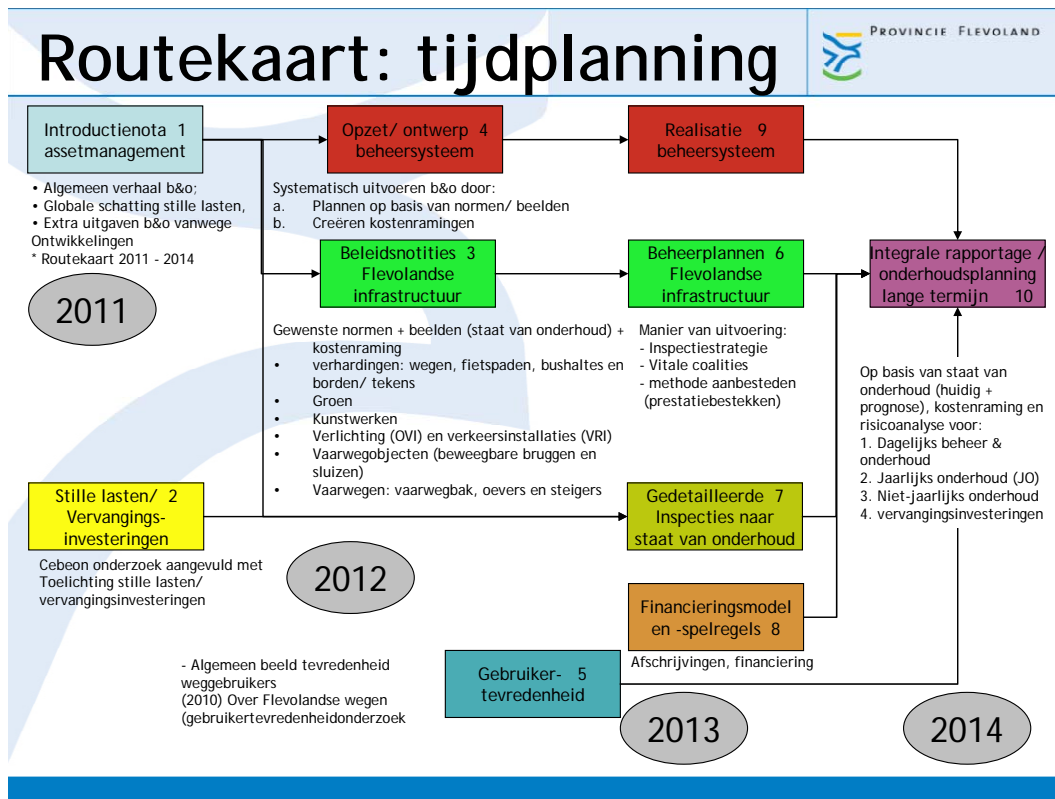 Routekaart: tijdplanning
PROVINCIE FLEVOLAND
Introductienota 1
assetmanagement
Opzet/ ontwerp 4
beheersysteem
Realisatie 9
beheersysteem
• Algemeen verhaal b&o;
• Globale schatting stille lasten,
• Extra uitgaven b&o vanwege
Ontwikkelingen
* Routekaart 2011 - 2014
Systematisch uitvoeren b&o door:
a. Plannen op basis van normen/ beelden
b. Creëren kostenramingen
2011
Beleidsnotities 3
Flevolandse
infrastructuur
Beheerplannen 6
Flevolandse
infrastructuur
Integrale rapportage /
onderhoudsplanning
lange termijn 10
Gewenste normen + beelden (staat van onderhoud) +
kostenraming
• verhardingen: wegen, fietspaden, bushaltes en
borden/ tekens
• Groen
• Kunstwerken
• Verlichting (OVI) en verkeersinstallaties (VRI)
• Vaarwegobjecten (beweegbare bruggen en
sluizen)
• Vaarwegen: vaarwegbak, oevers en steigers
Manier van uitvoering:
- Inspectiestrategie
- Vitale coalities
- methode aanbesteden
(prestatiebestekken)
Op basis van staat van
onderhoud (huidig +
prognose), kostenraming en
risicoanalyse voor:
1. Dagelijks beheer &
onderhoud
2. Jaarlijks onderhoud (JO)
3. Niet-jaarlijks onderhoud
4. vervangingsinvesteringen
Stille lasten/ 2
Vervangings-
investeringen
Gedetailleerde 7
Inspecties naar
staat van onderhoud
Cebeon onderzoek aangevuld met
Toelichting stille lasten/
vervangingsinvesteringen
2012
Financieringsmodel
en -spelregels 8
Afschrijvingen, financiering
- Algemeen beeld tevredenheid
weggebruikers
(2010) Over Flevolandse wegen
(gebruikertevredenheidonderzoek
Gebruiker- 5
tevredenheid
2013
2014